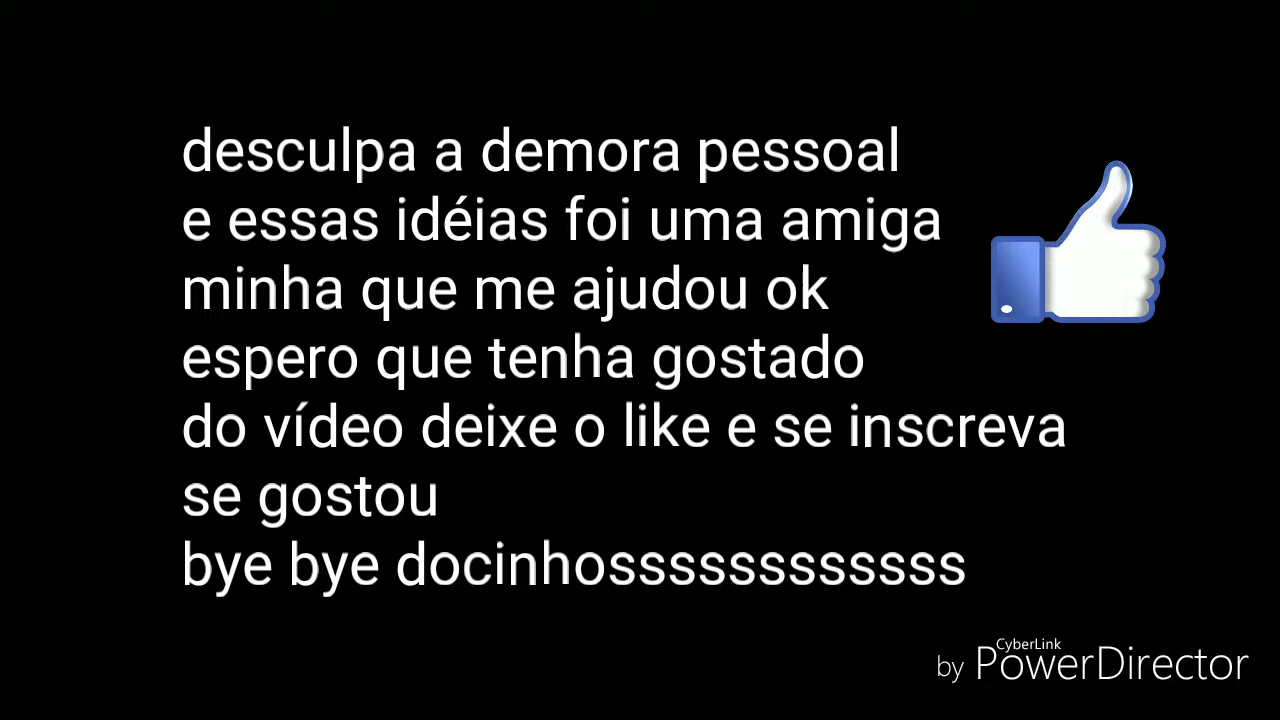 desculpa a demora pessoal
e essas idéias foi uma amiga
minha que me ajudou ok
espero que tenha gostado
do vídeo deixe o like e se inscreva
se gostou
bye bye docinhossssssssssss
CyberLink
by PowerDirector